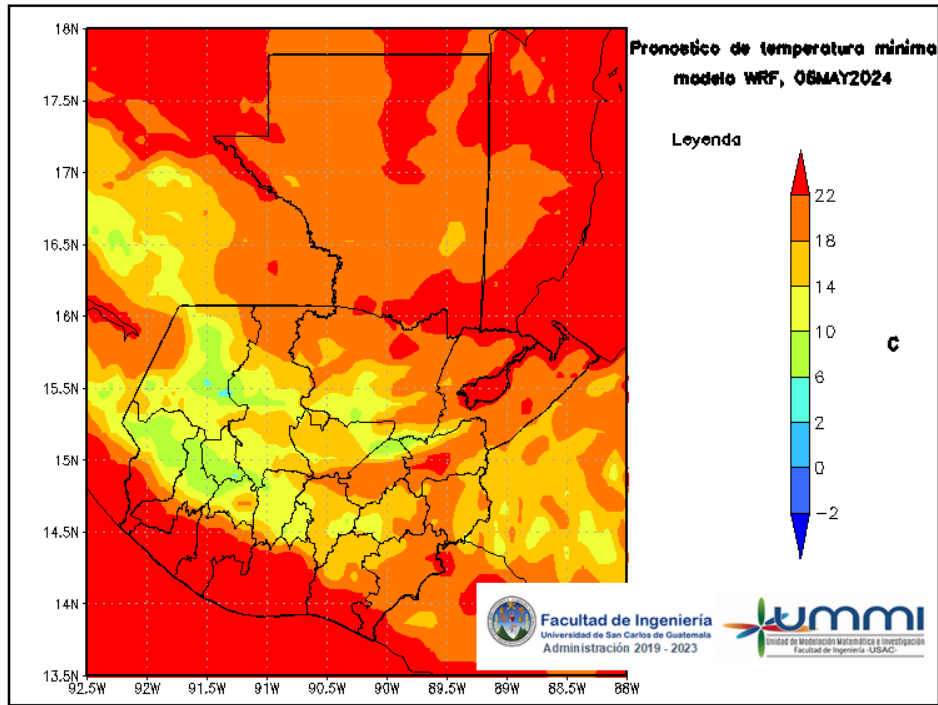 Pronostico de temperatura minima
modelo WRF, 06MAY2024
Leyenda
22
18
14
10
6
2
0
-2
C
18N
17.5N
17N
16.5N
16N
15.5N
15N
14.5N
14N
13.5N
92.5W 92W 91.5W 91W 90.5W 90W 89.5W 89W 88.5W 88W
Facultad de Ingeniería
Universidad de San Carlos de Guatemala
Administración 2019 - 2023
UMMI
Unidad de Modelación Matemática e Investigación
Facultad de Ingeniería -USAC-